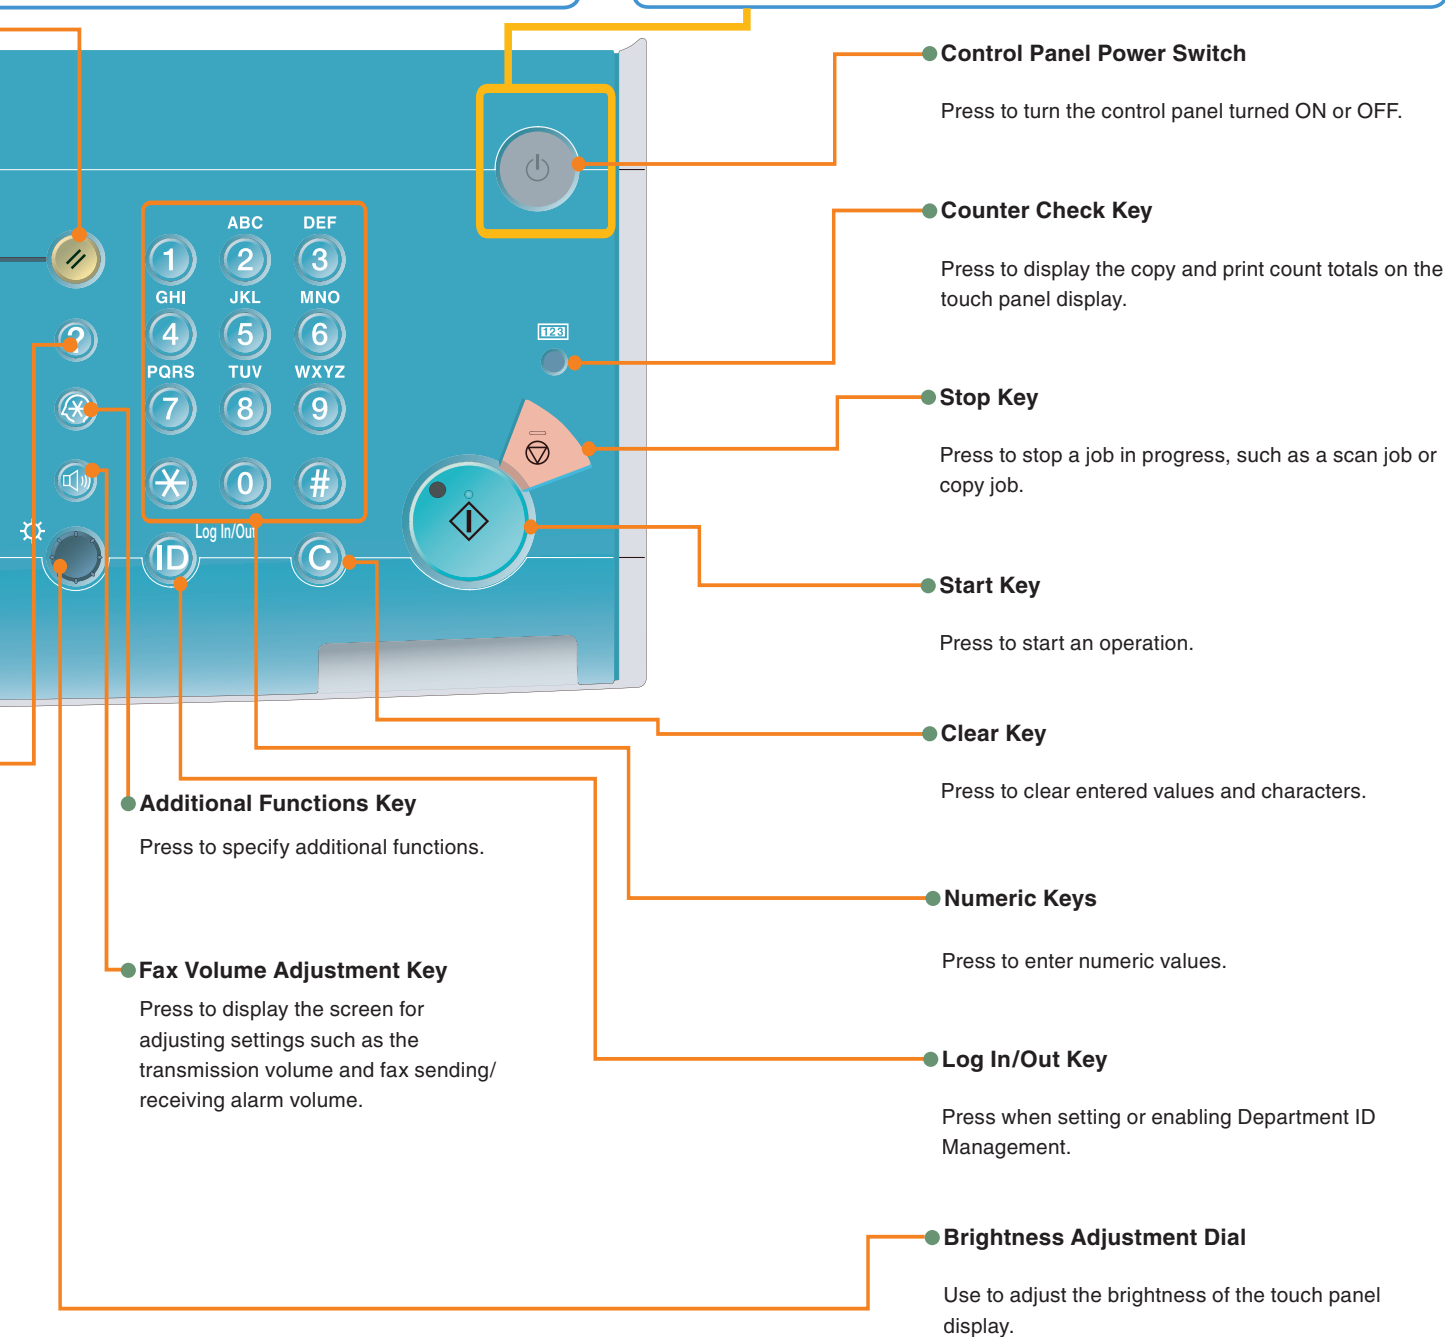 ABC DEF
1 2 3
GHI JKL MNO
4 5 6
PQRS TUV WXYZ
7 8 9
0 #
Log In/Out
ID C
?
123
Control Panel Power Switch
Press to turn the control panel turned ON or OFF.
Counter Check Key
Press to display the copy and print count totals on the
touch panel display.
Stop Key
Press to stop a job in progress, such as a scan job or
copy job.
Start Key
Press to start an operation.
Clear Key
Press to clear entered values and characters.
Additional Functions Key
Press to specify additional functions.
Numeric Keys
Press to enter numeric values.
Fax Volume Adjustment Key
Press to display the screen for
adjusting settings such as the
transmission volume and fax sending/
receiving alarm volume.
Log In/Out Key
Press when setting or enabling Department ID
Management.
Brightness Adjustment Dial
Use to adjust the brightness of the touch panel
display.